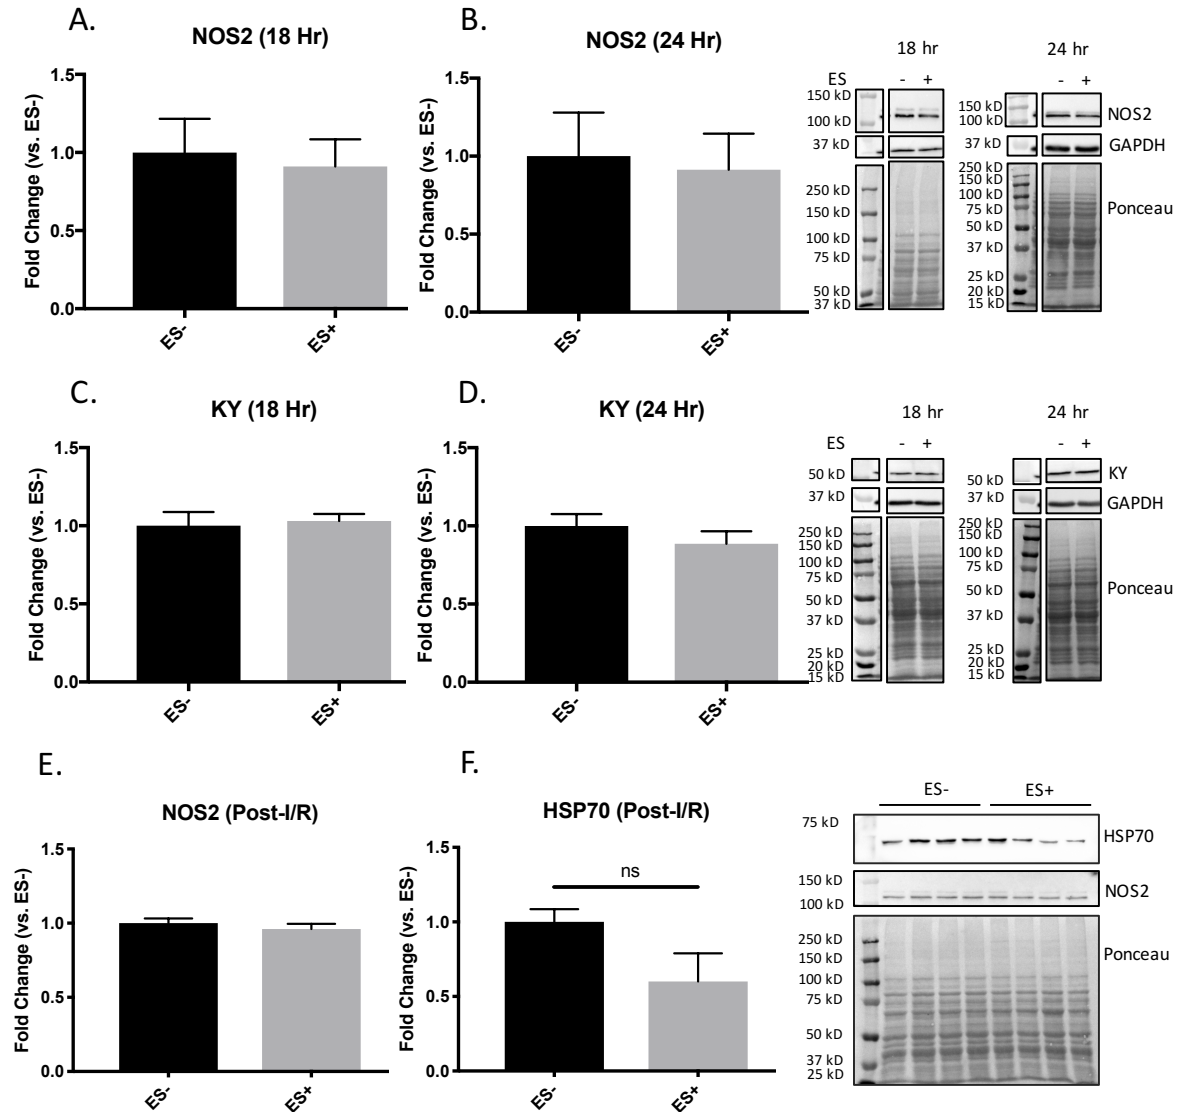 A.
NOS2 (18 Hr)
Fold Change (vs. ES-)
1.5
1.0
0.5
0.0
ES-
ES+
B.
NOS2 (24 Hr)
Fold Change (vs. ES-)
1.5
1.0
0.5
0.0
ES-
ES+
18 hr
24 hr
ES - +
- +
150 kD
100 kD
37 kD
250 kD
150 kD
100 kD
75 kD
50 kD
37 kD
150 kD
100 kD
37 kD
250 kD
150 kD
100 kD
75 kD
50 kD
37 kD
25 kD
20 kD
15 kD
NOS2
GAPDH
Ponceau
C.
KY (18 Hr)
Fold Change (vs. ES-)
1.5
1.0
0.5
0.0
ES-
ES+
D.
KY (24 Hr)
Fold Change (vs. ES-)
1.5
1.0
0.5
0.0
ES-
ES+
18 hr
24 hr
ES - +
- +
50 kD
37 kD
250 kD
150 kD
100 kD
75 kD
50 kD
37 kD
25 kD
20 kD
15 kD
50 kD
37 kD
250 kD
150 kD
100 kD
75 kD
50 kD
37 kD
25 kD
20 kD
15 kD
KY
GAPDH
Ponceau
E.
NOS2 (Post-I/R)
Fold Change (vs. ES-)
1.5
1.0
0.5
0.0
ES-
ES+
F.
HSP70 (Post-I/R)
Fold Change (vs. ES-)
1.5
1.0
0.5
0.0
ns
ES-
ES+
ES- ES+
75 kD
HSP70
150 kD
100 kD
NOS2
250 kD
150 kD
100 kD
75 kD
50 kD
37 kD
25 kD
Ponceau